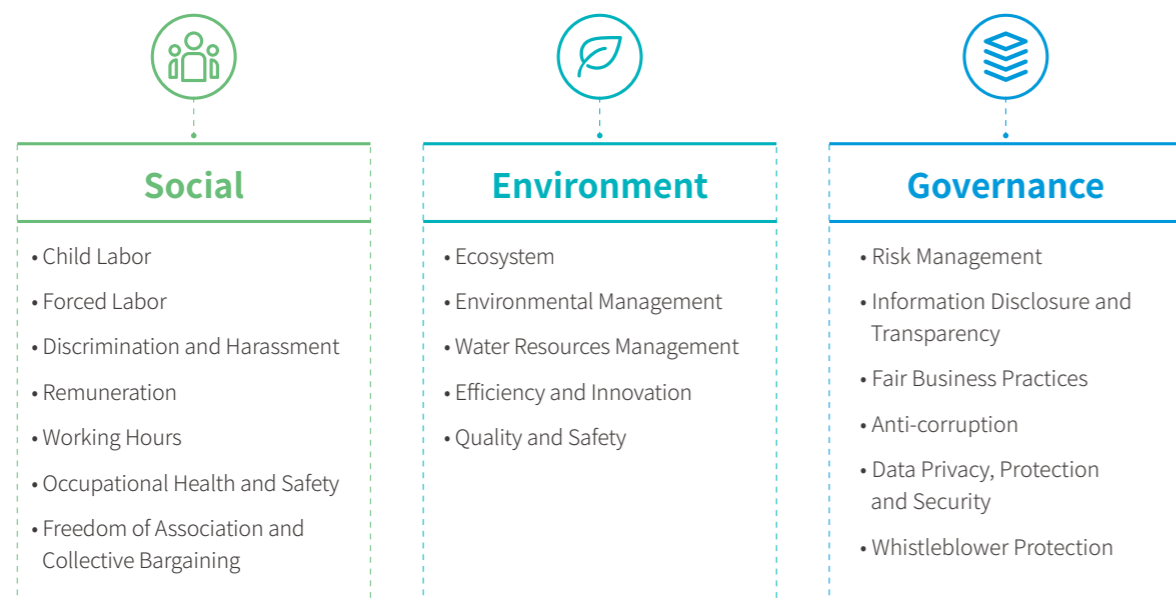 Social
• Child Labor
• Forced Labor
• Discrimination and Harassment
• Remuneration
• Working Hours
• Occupational Health and Safety
• Freedom of Association and
Collective Bargaining
Environment
• Ecosystem
• Environmental Management
• Water Resources Management
• Efficiency and Innovation
• Quality and Safety
Governance
• Risk Management
• Information Disclosure and
Transparency
• Fair Business Practices
• Anti-corruption
• Data Privacy, Protection
and Security
• Whistleblower Protection